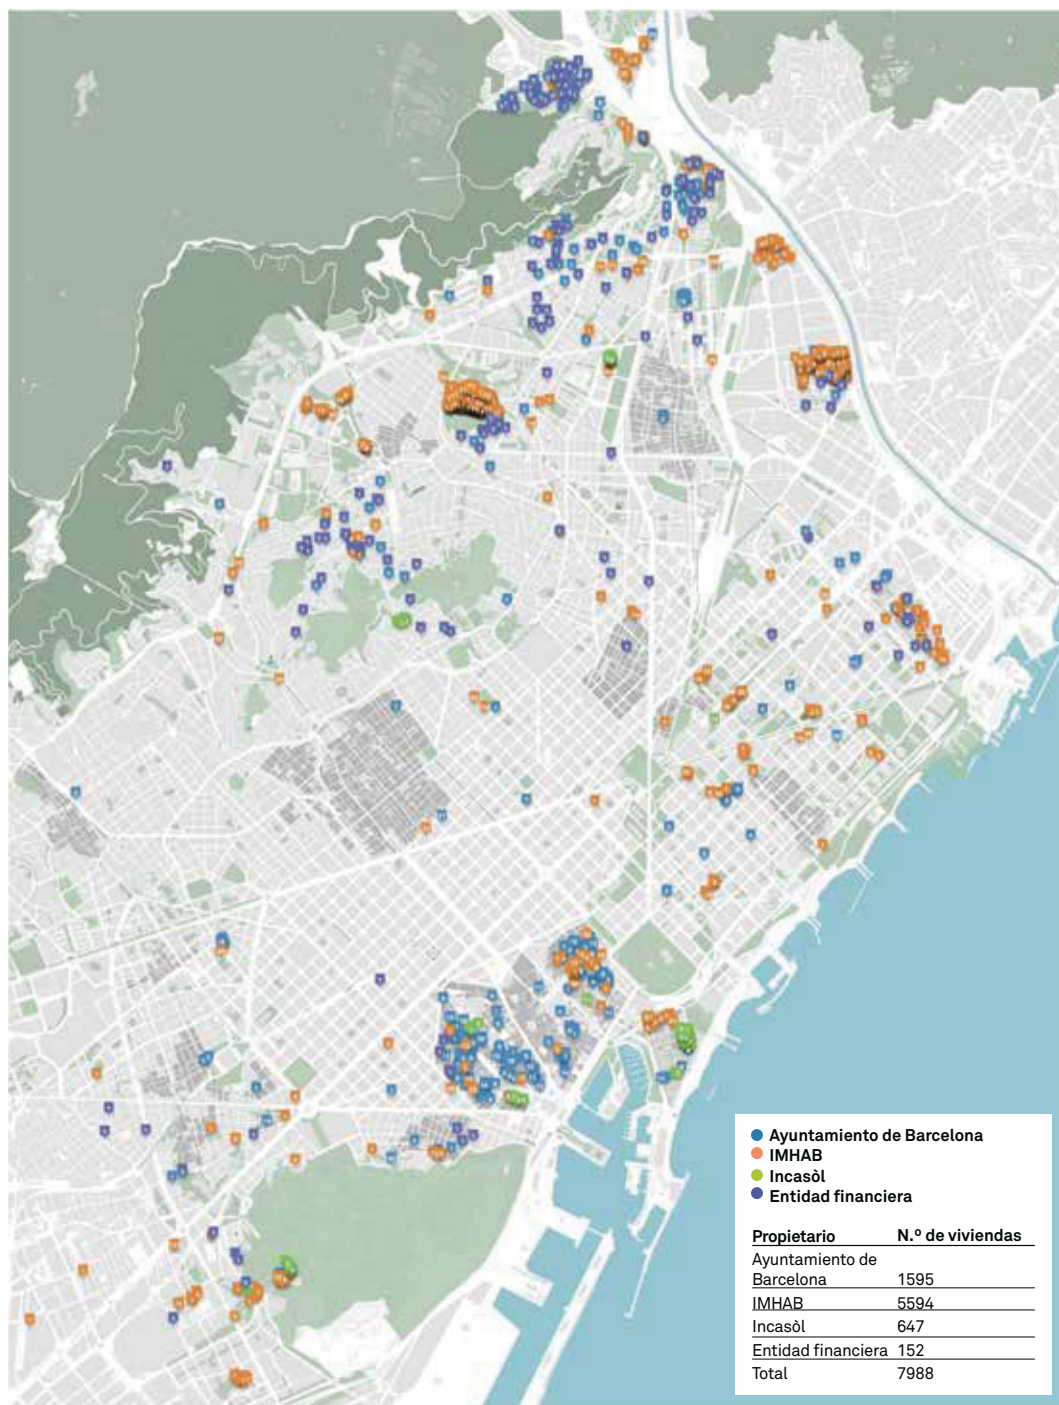 Ayuntamiento de Barcelona
IMHAB
Incasòl
Entidad financiera
Propietario N.º de viviendas
Ayuntamiento de
Barcelona 1595
IMHAB 5594
Incasòl 647
Entidad financiera 152
Total 7988